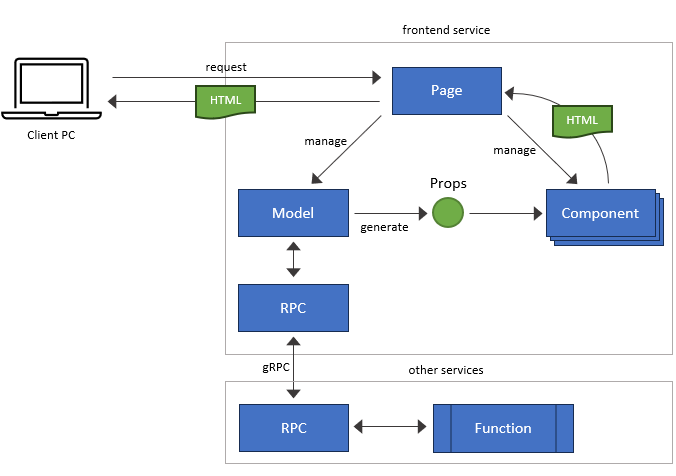 frontend service
request
Page
HTML
HTML
Client PC
manage
manage
Props
Model
generate
Component
RPC
gRPC
other services
RPC
Function